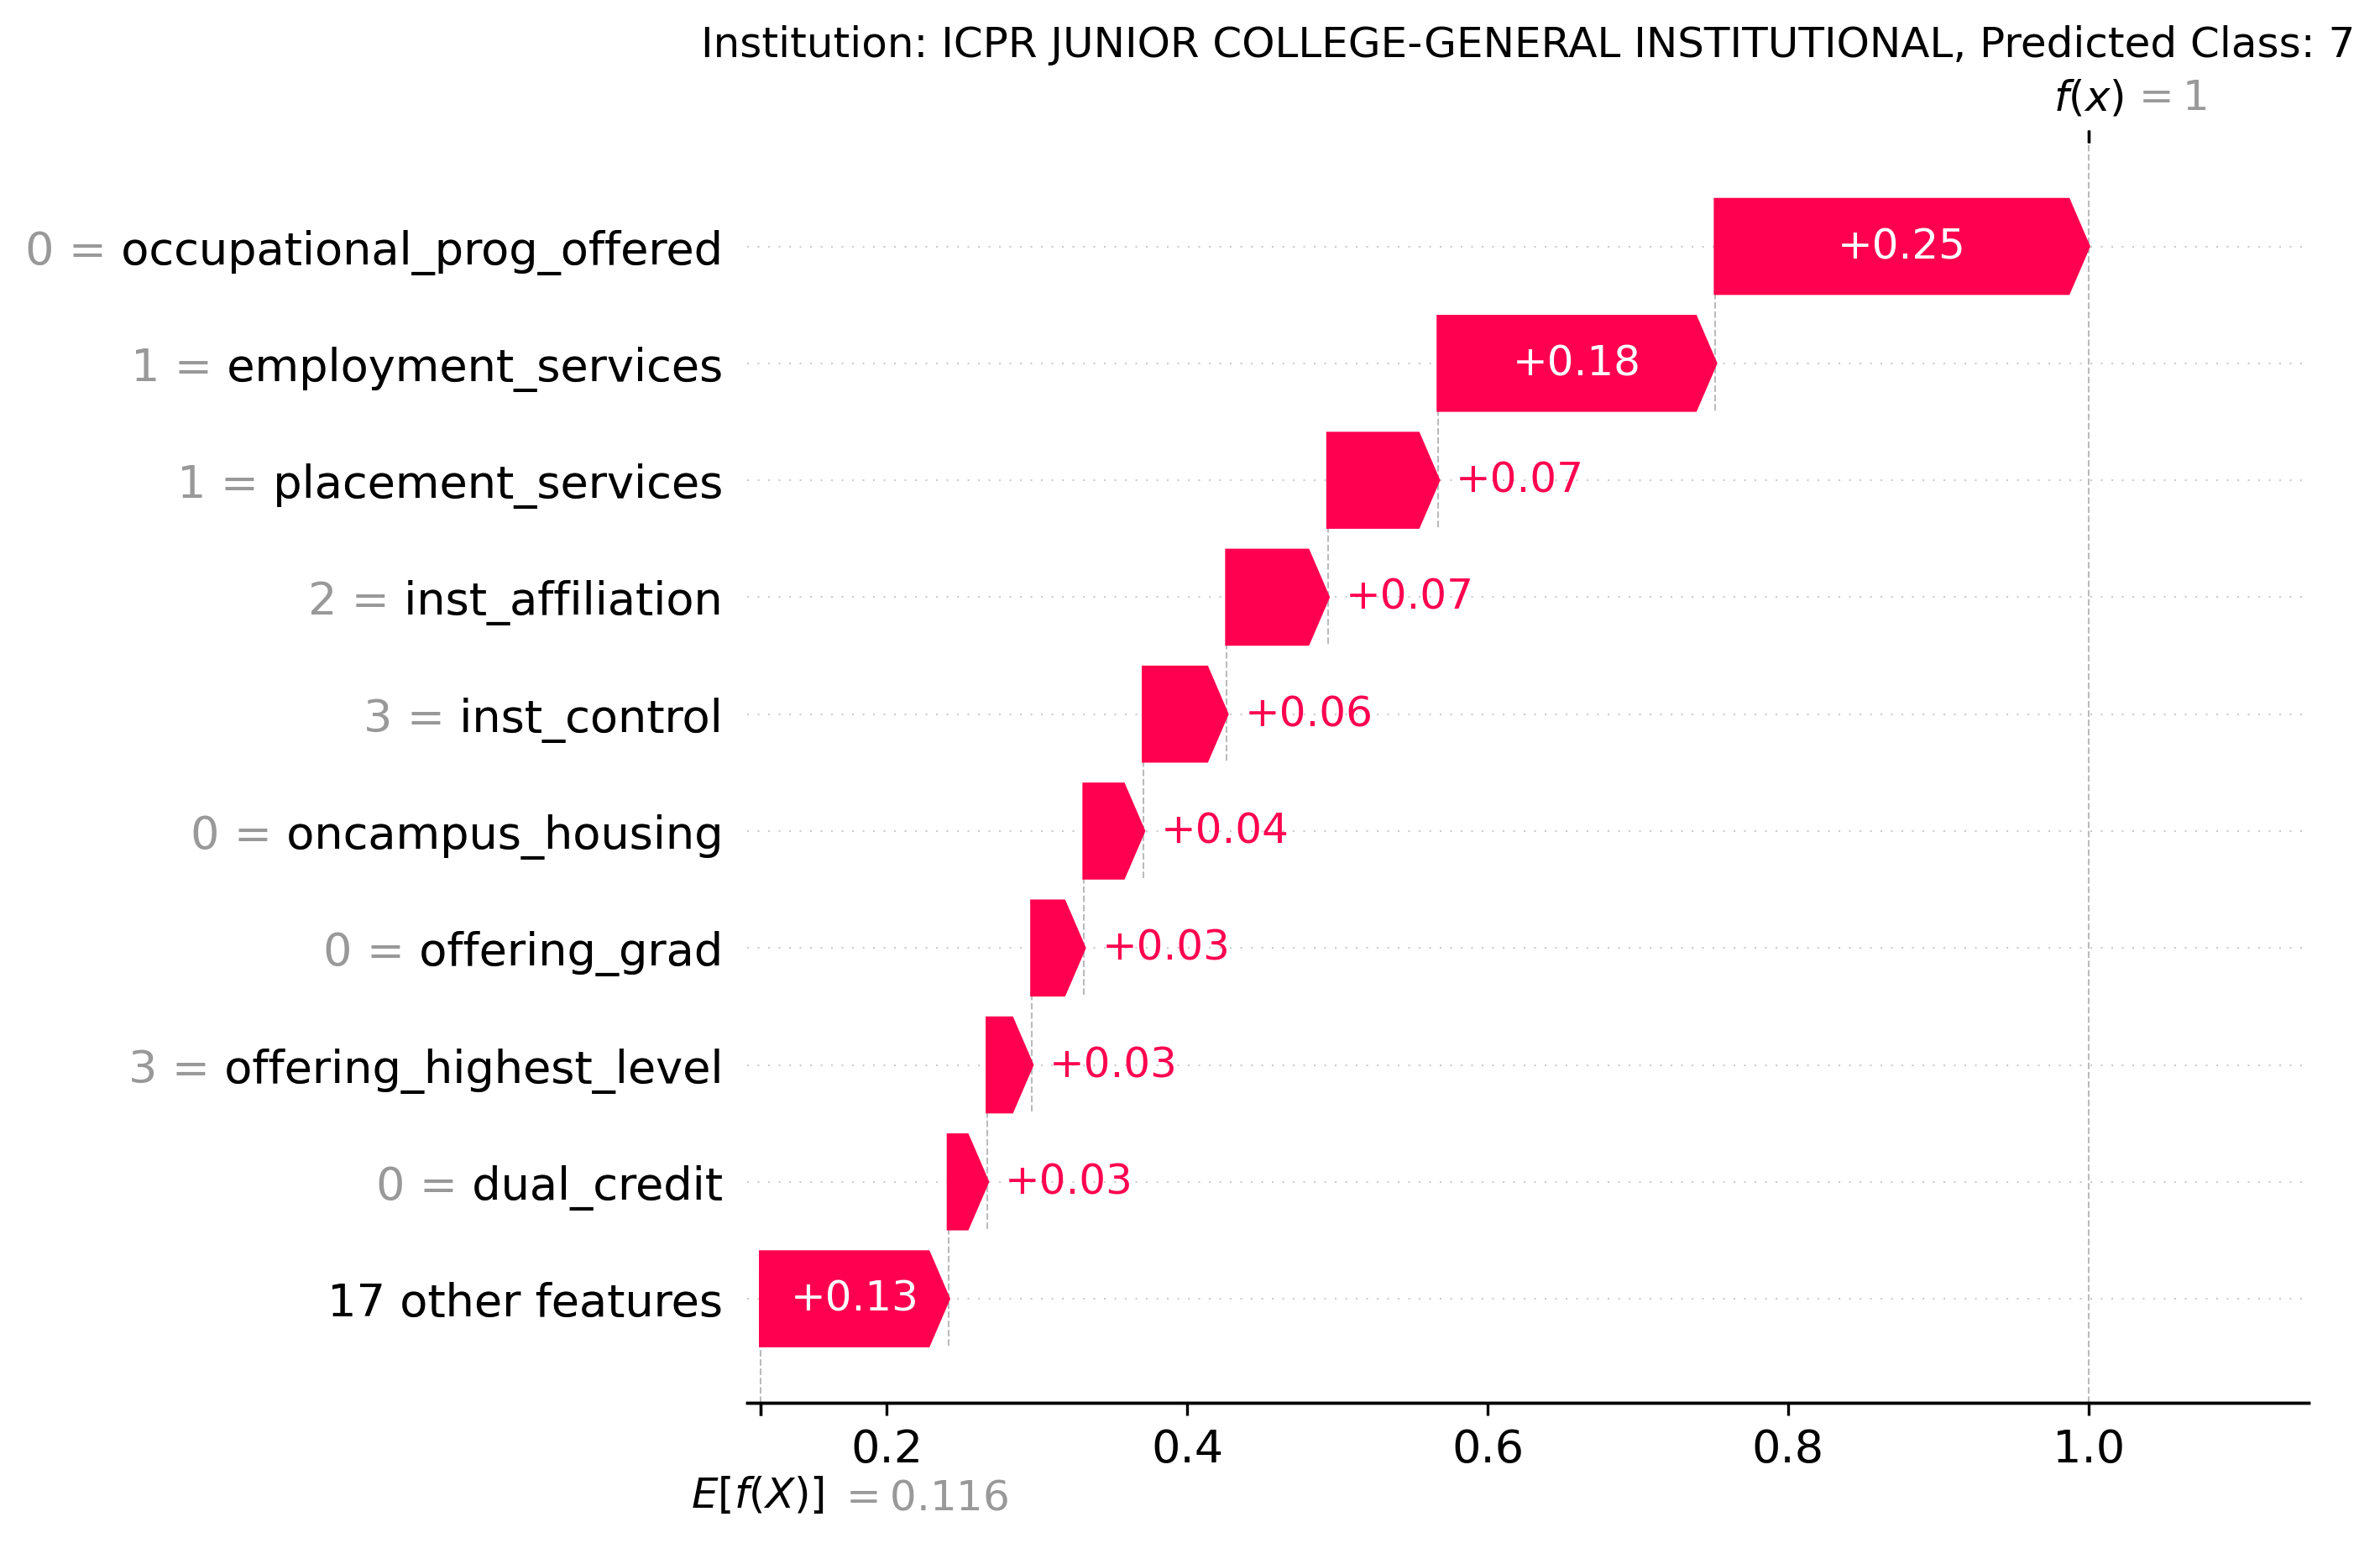 Institution: ICPR JUNIOR COLLEGE-GENERAL INSTITUTIONAL, Predicted Class: 7
f(x) = 1
0 = occupational_prog_offered +0.25
1 = employment_services +0.18
1 = placement_services +0.07
2 = inst_affiliation +0.07
3 = inst_control +0.06
0 = oncampus_housing +0.04
0 = offering_grad +0.03
3 = offering_highest_level +0.03
0 = dual_credit +0.03
17 other features +0.13
0.2 0.4 0.6 0.8 1.0
E[f(X)] = 0.116